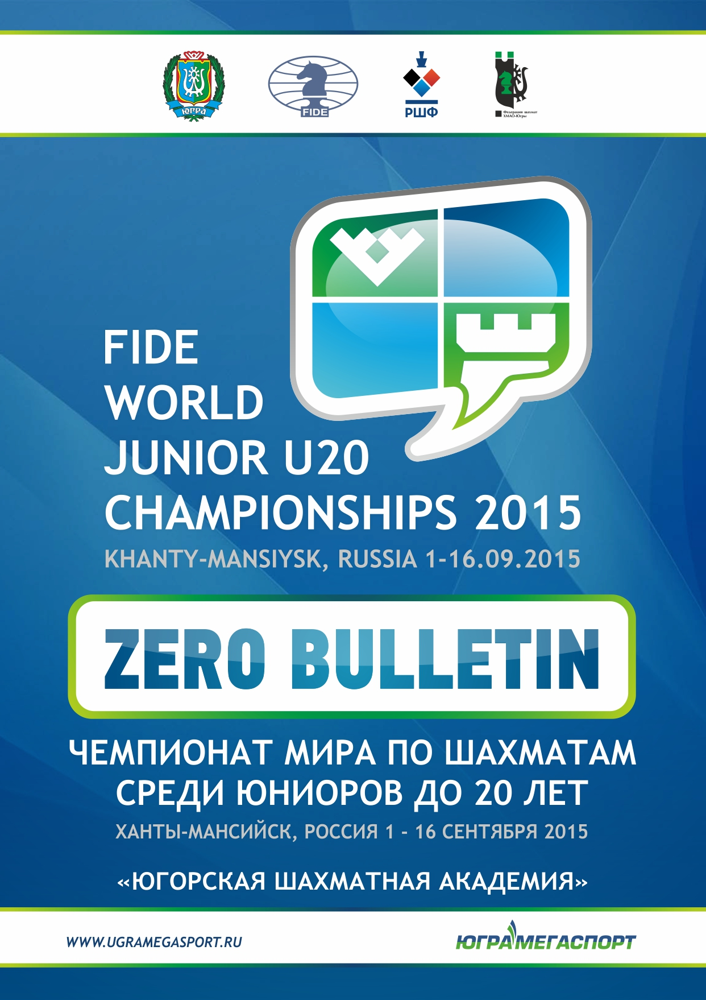 ЮГРА
FIDE
РШФ
Федерация шахмат
ХМАО-Югры
FIDE
WORLD
JUNIOR U20
CHAMPIONSHIPS 2015
KHANTY-MANSIYSK, RUSSIA 1-16.09.2015
ZERO BULLETIN
ЧЕМПИОНАТ МИРА ПО ШАХМАТАМ
СРЕДИ ЮНИОРОВ ДО 20 ЛЕТ
ХАНТЫ-МАНСИЙСК, РОССИЯ 1 - 16 СЕНТЯБРЯ 2015
«ЮГОРСКАЯ ШАХМАТНАЯ АКАДЕМИЯ»
WWW.UGRAMEGASPORT.RU
ЮГРАМЕГАСПОРТ